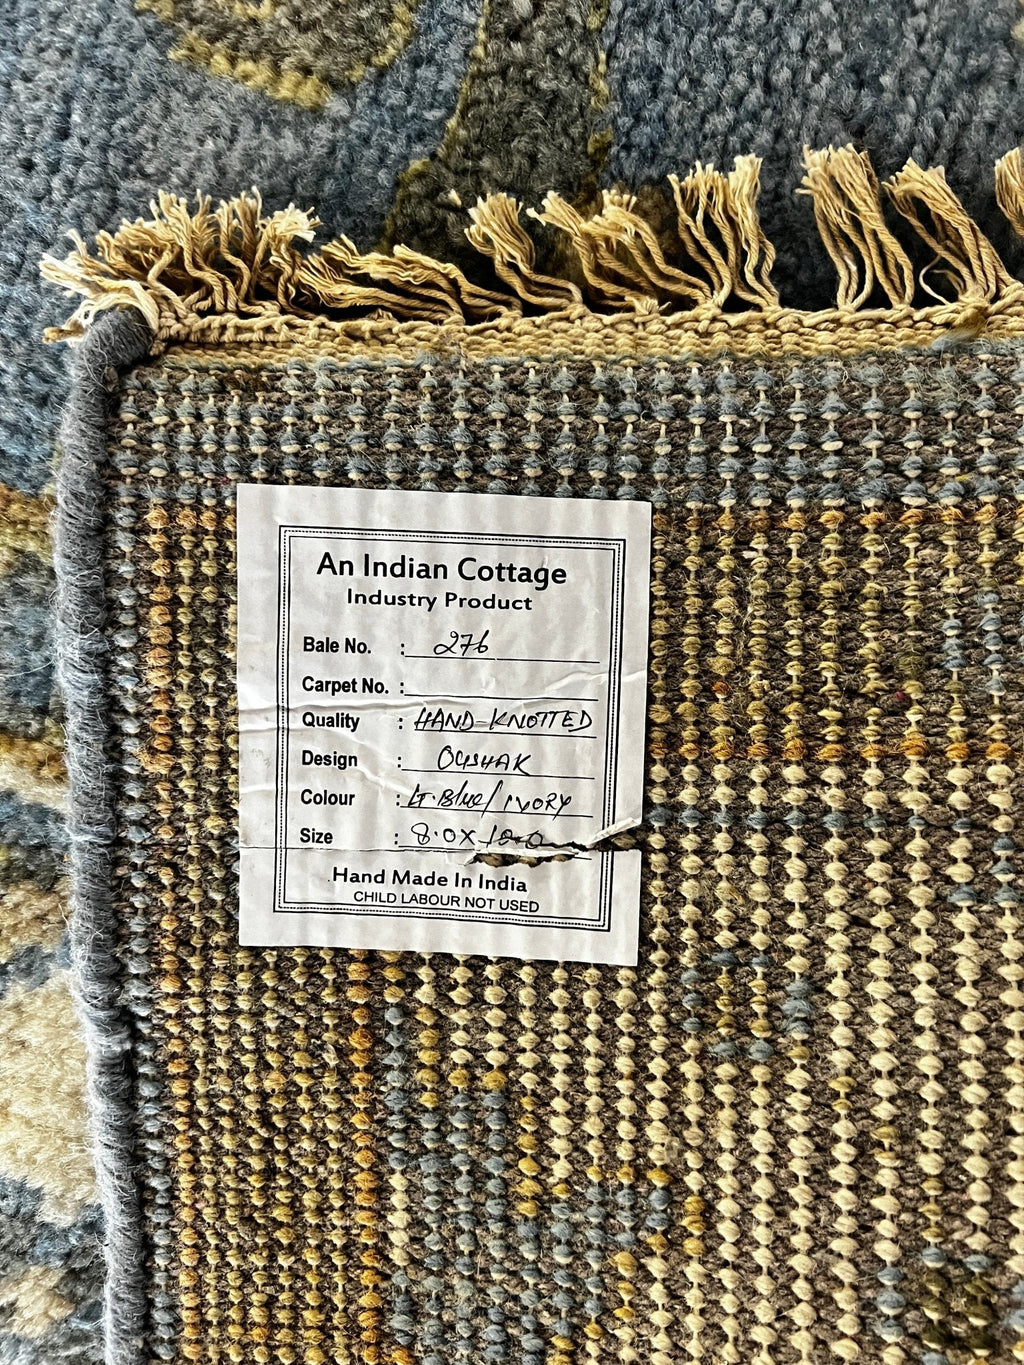 An Indian Cottage
Industry Product
Bale No. : 276
Carpet No. :
Quality : HAND-KNOTTED
Design : OUSHAK
Colour : LT. Blue/IVORY
Size : 8.0X10-0
Hand Made In India
CHILD LABOUR NOT USED